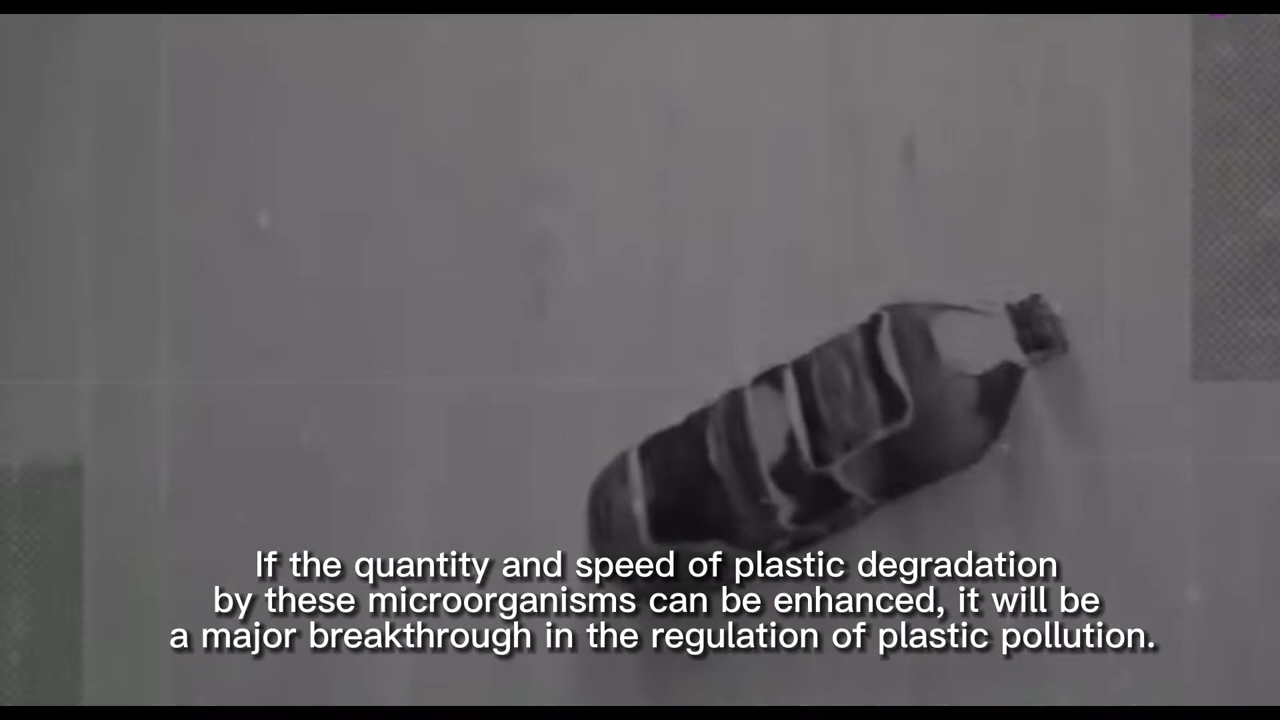 If the quantity and speed of plastic degradation
by these microorganisms can be enhanced, it will be
a major breakthrough in the regulation of plastic pollution.